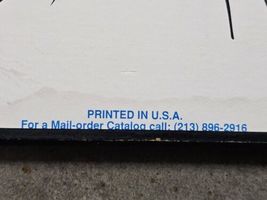 PRINTED IN U.S.A.
For a Mail-order Catalog call: (213) 896-2916